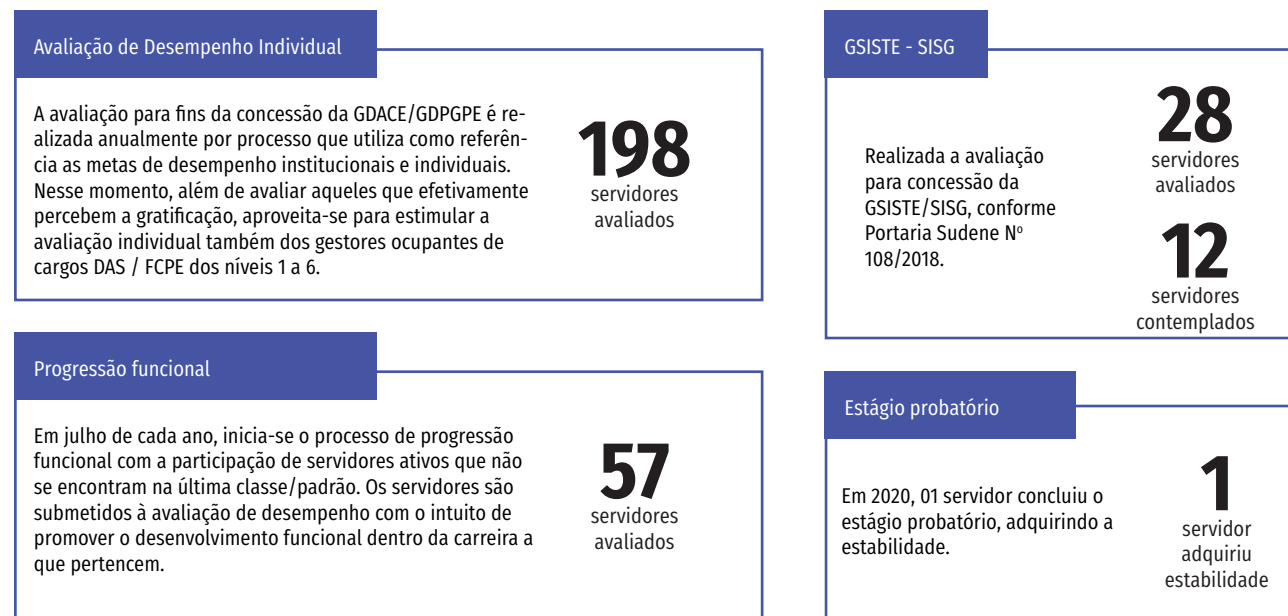 Avaliação de Desempenho Individual
A avaliação para fins da concessão da GDACE/GDPGPE é re-
alizada anualmente por processo que utiliza como referên-
cia as metas de desempenho institucionais e individuais.
Nesse momento, além de avaliar aqueles que efetivamente
percebem a gratificação, aproveita-se para estimular a
avaliação individual também dos gestores ocupantes de
cargos DAS / FCPE dos níveis 1 a 6.
198
servidores
avaliados
GSISTE - SISG
Realizada a avaliação
para concessão da
GSISTE/SISG, conforme
Portaria Sudene Nº
108/2018.
28
servidores
avaliados
12
servidores
contemplados
Progressão funcional
Em julho de cada ano, inicia-se o processo de progressão
funcional com a participação de servidores ativos que não
se encontram na última classe/padrão. Os servidores são
submetidos à avaliação de desempenho com o intuito de
promover o desenvolvimento funcional dentro da carreira a
que pertencem.
57
servidores
avaliados
Estágio probatório
Em 2020, 01 servidor concluiu o
estágio probatório, adquirindo a
estabilidade.
1
servidor
adquiriu
estabilidade